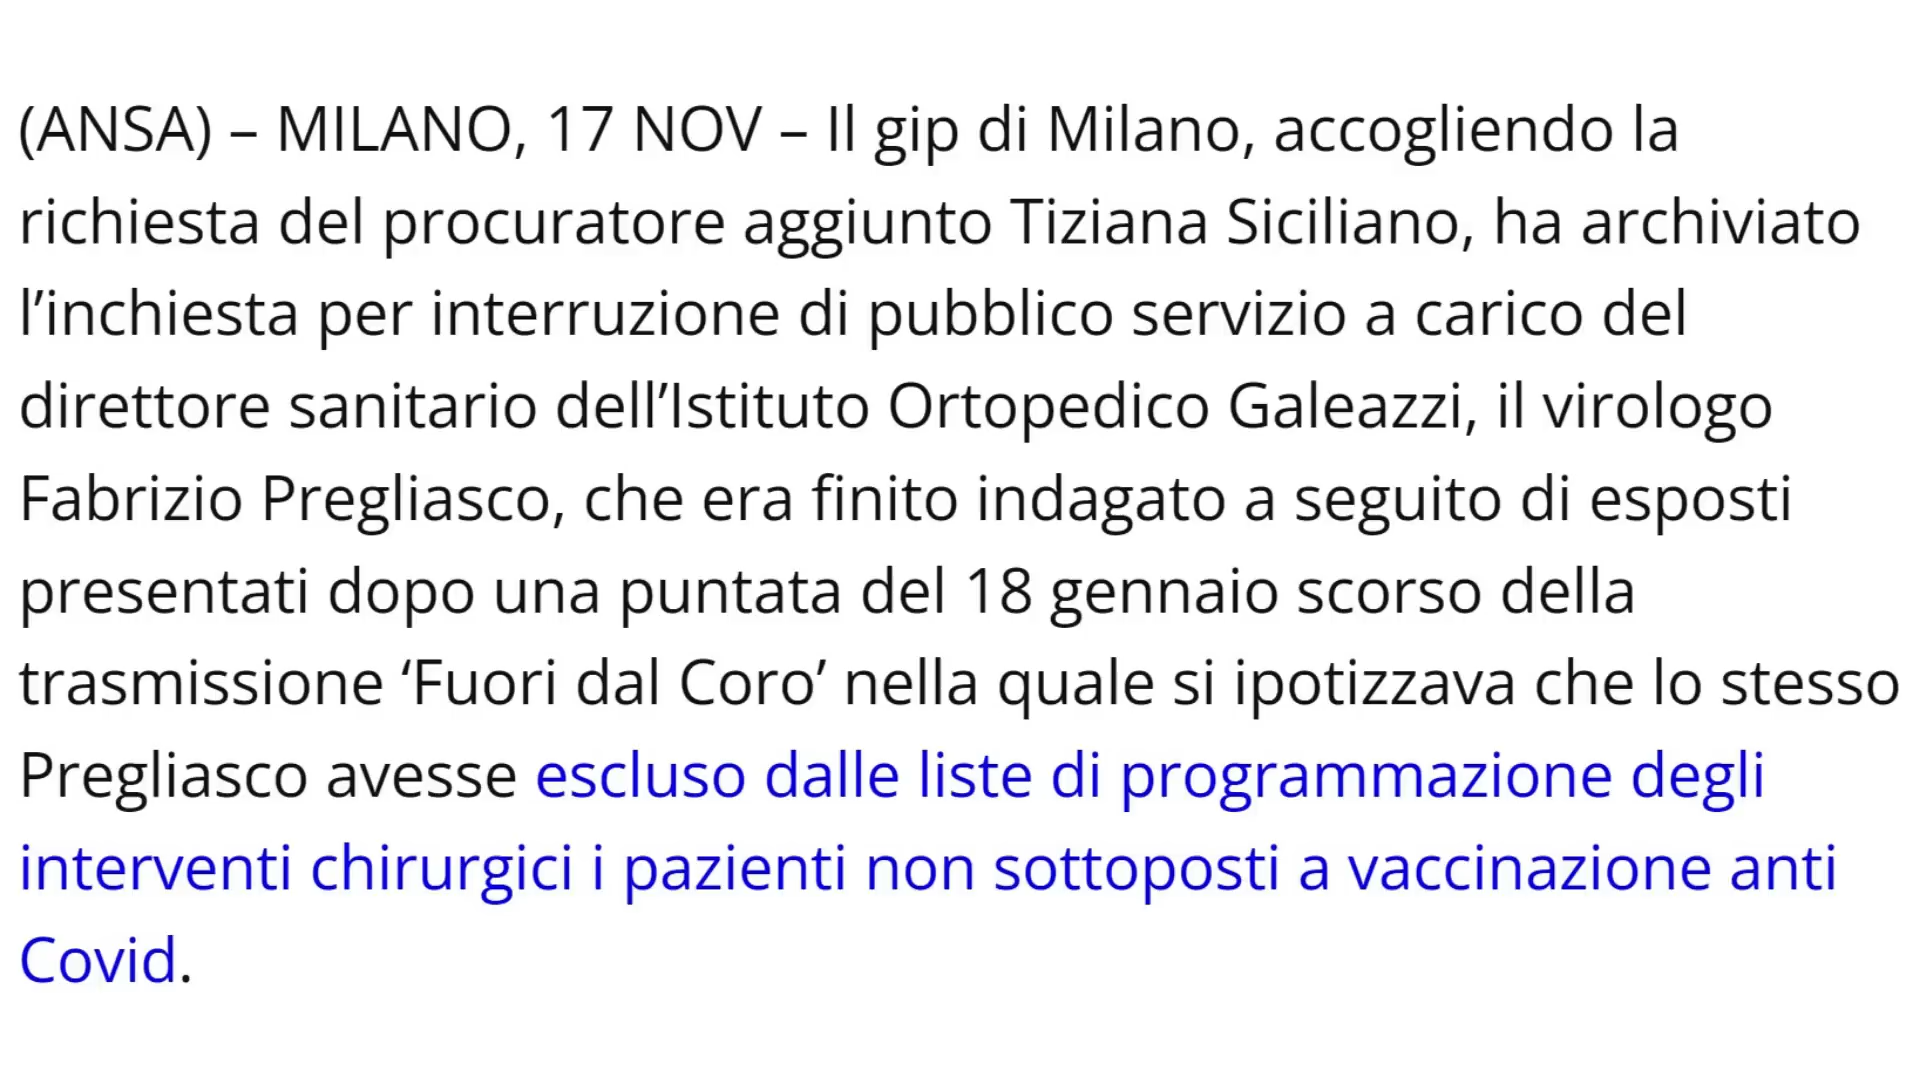 (ANSA) – MILANO, 17 NOV – Il gip di Milano, accogliendo la
richiesta del procuratore aggiunto Tiziana Siciliano, ha archiviato
l’inchiesta per interruzione di pubblico servizio a carico del
direttore sanitario dell’Istituto Ortopedico Galeazzi, il virologo
Fabrizio Pregliasco, che era finito indagato a seguito di esposti
presentati dopo una puntata del 18 gennaio scorso della
trasmissione ‘Fuori dal Coro’ nella quale si ipotizzava che lo stesso
Pregliasco avesse escluso dalle liste di programmazione degli
interventi chirurgici i pazienti non sottoposti a vaccinazione anti
Covid.